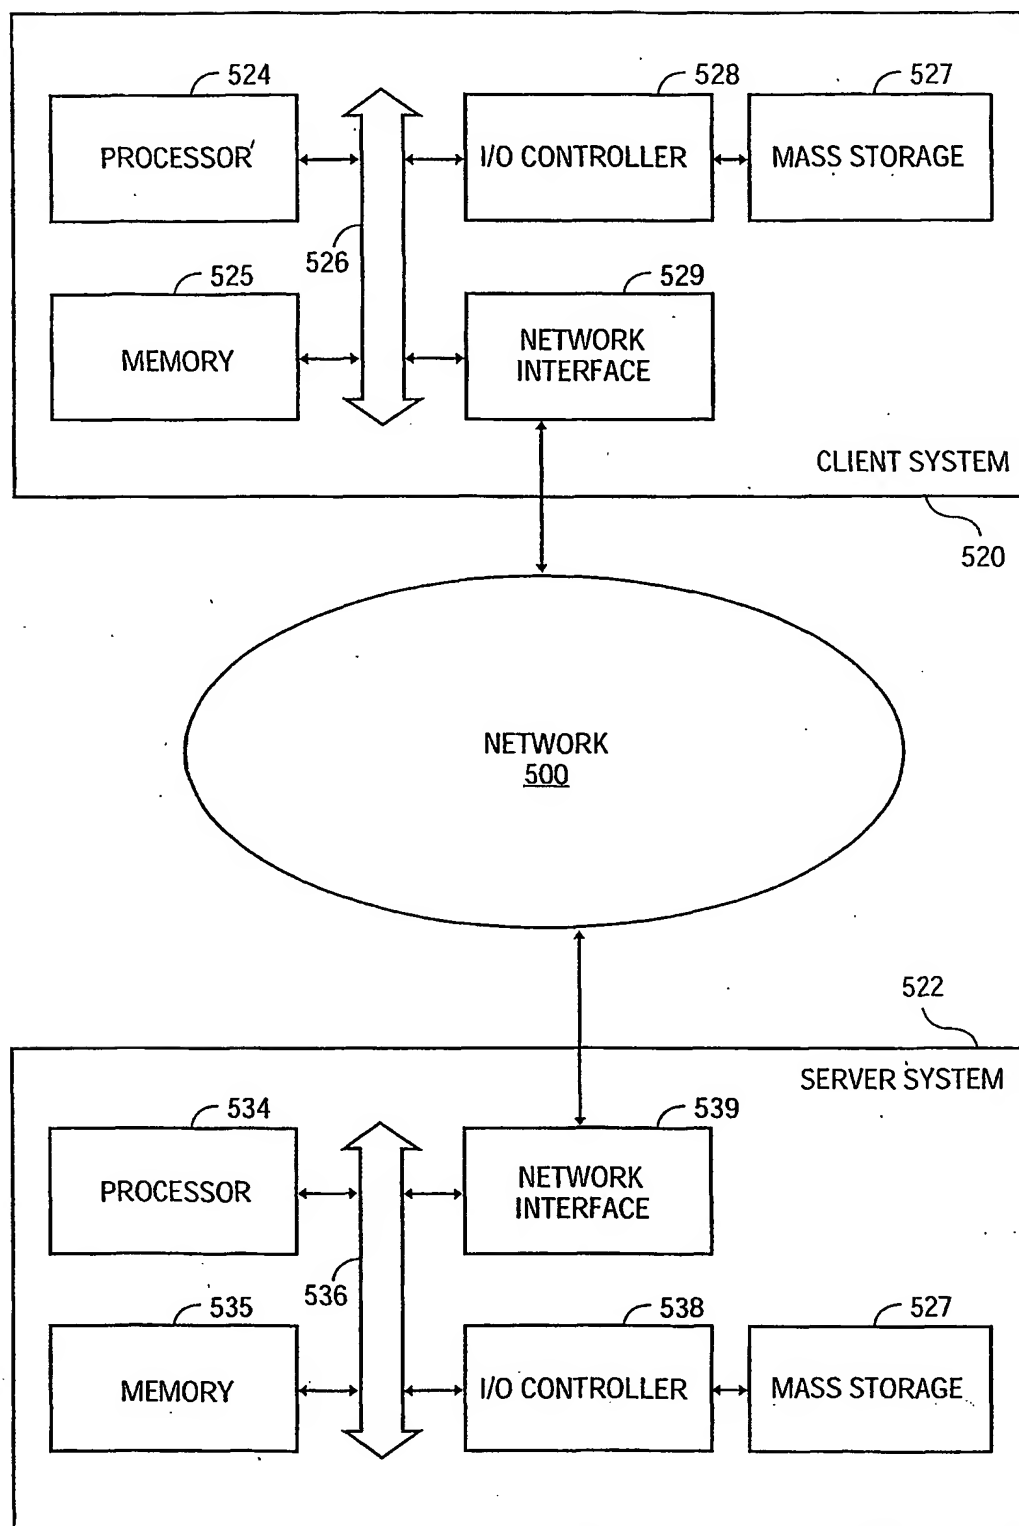 524
528
527
PROCESSOR
I/O CONTROLLER
MASS STORAGE
526
525
529
MEMORY
NETWORK
INTERFACE
CLIENT SYSTEM
520
NETWORK
500
522
SERVER SYSTEM
534
539
PROCESSOR
NETWORK
INTERFACE
536
535
538
527
MEMORY
I/O CONTROLLER
MASS STORAGE